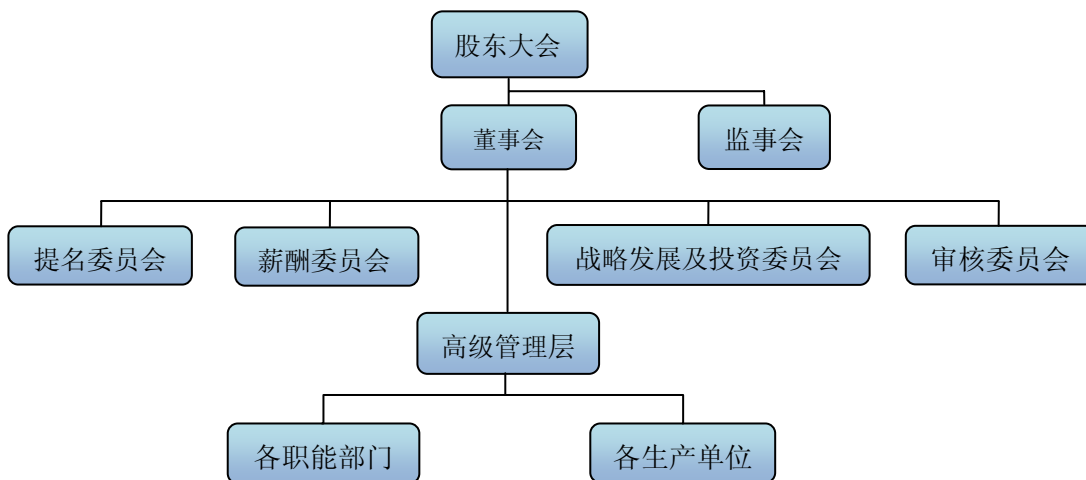 股东大会
董事会
监事会
提名委员会
薪酬委员会
战略发展及投资委员会
审核委员会
高级管理层
各职能部门
各生产单位